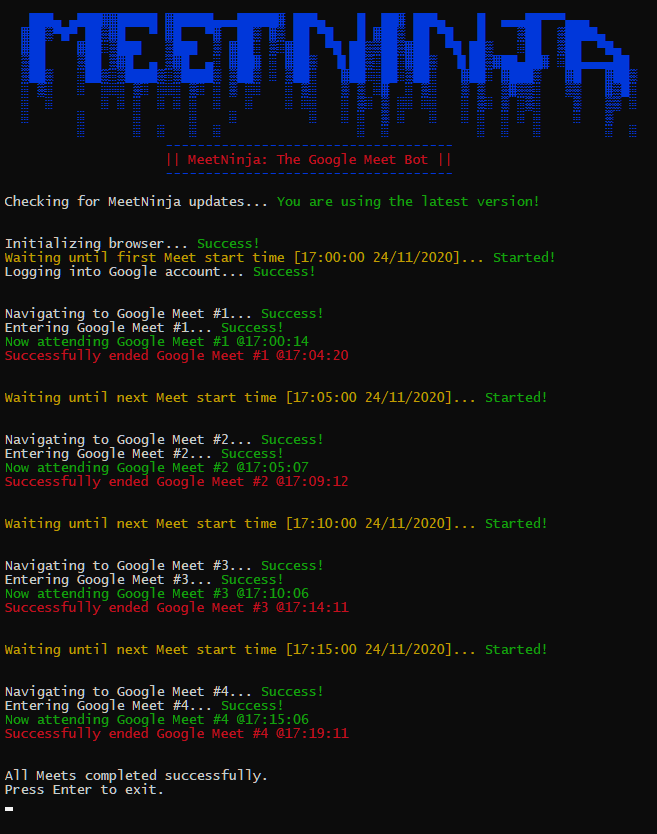 MEETNINJA
------------------------------------
|| MeetNinja: The Google Meet Bot ||
------------------------------------
Checking for MeetNinja updates... You are using the latest version!
Initializing browser... Success!
Waiting until first Meet start time [17:00:00 24/11/2020]... Started!
Logging into Google account... Success!
Navigating to Google Meet #1... Success!
Entering Google Meet #1... Success!
Now attending Google Meet #1 @17:00:14
Successfully ended Google Meet #1 @17:04:20
Waiting until next Meet start time [17:05:00 24/11/2020]... Started!
Navigating to Google Meet #2... Success!
Entering Google Meet #2... Success!
Now attending Google Meet #2 @17:05:07
Successfully ended Google Meet #2 @17:09:12
Waiting until next Meet start time [17:10:00 24/11/2020]... Started!
Navigating to Google Meet #3... Success!
Entering Google Meet #3... Success!
Now attending Google Meet #3 @17:10:06
Successfully ended Google Meet #3 @17:14:11
Waiting until next Meet start time [17:15:00 24/11/2020]... Started!
Navigating to Google Meet #4... Success!
Entering Google Meet #4... Success!
Now attending Google Meet #4 @17:15:06
Successfully ended Google Meet #4 @17:19:11
All Meets completed successfully.
Press Enter to exit.